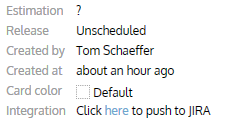 Estimation ?
Release Unscheduled
Created by Tom Schaeffer
Created at about an hour ago
Card color Default
Integration Click here to push to JIRA